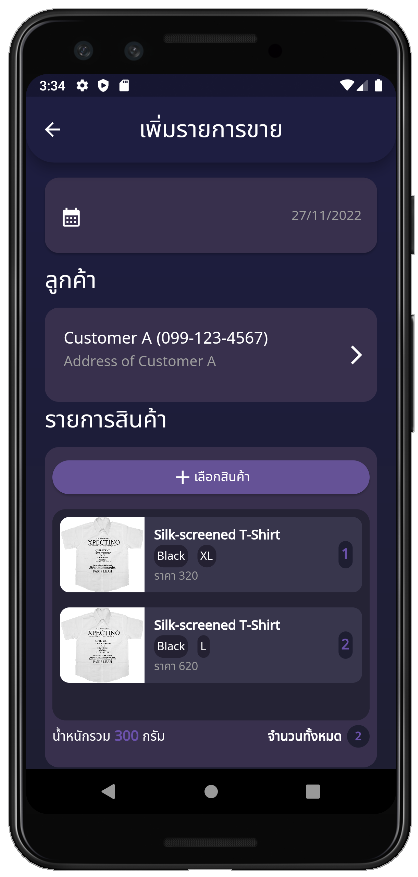 3:34
เพิ่มรายการขาย
27/11/2022
ลูกค้า
Customer A (099-123-4567)
Address of Customer A
รายการสินค้า
+ เลือกสินค้า
Silk-screened T-Shirt
Black XL
1
ราคา 320
Silk-screened T-Shirt
Black L
2
ราคา 620
น้ำหนักรวม 300 กรัม
จำนวนทั้งหมด 2